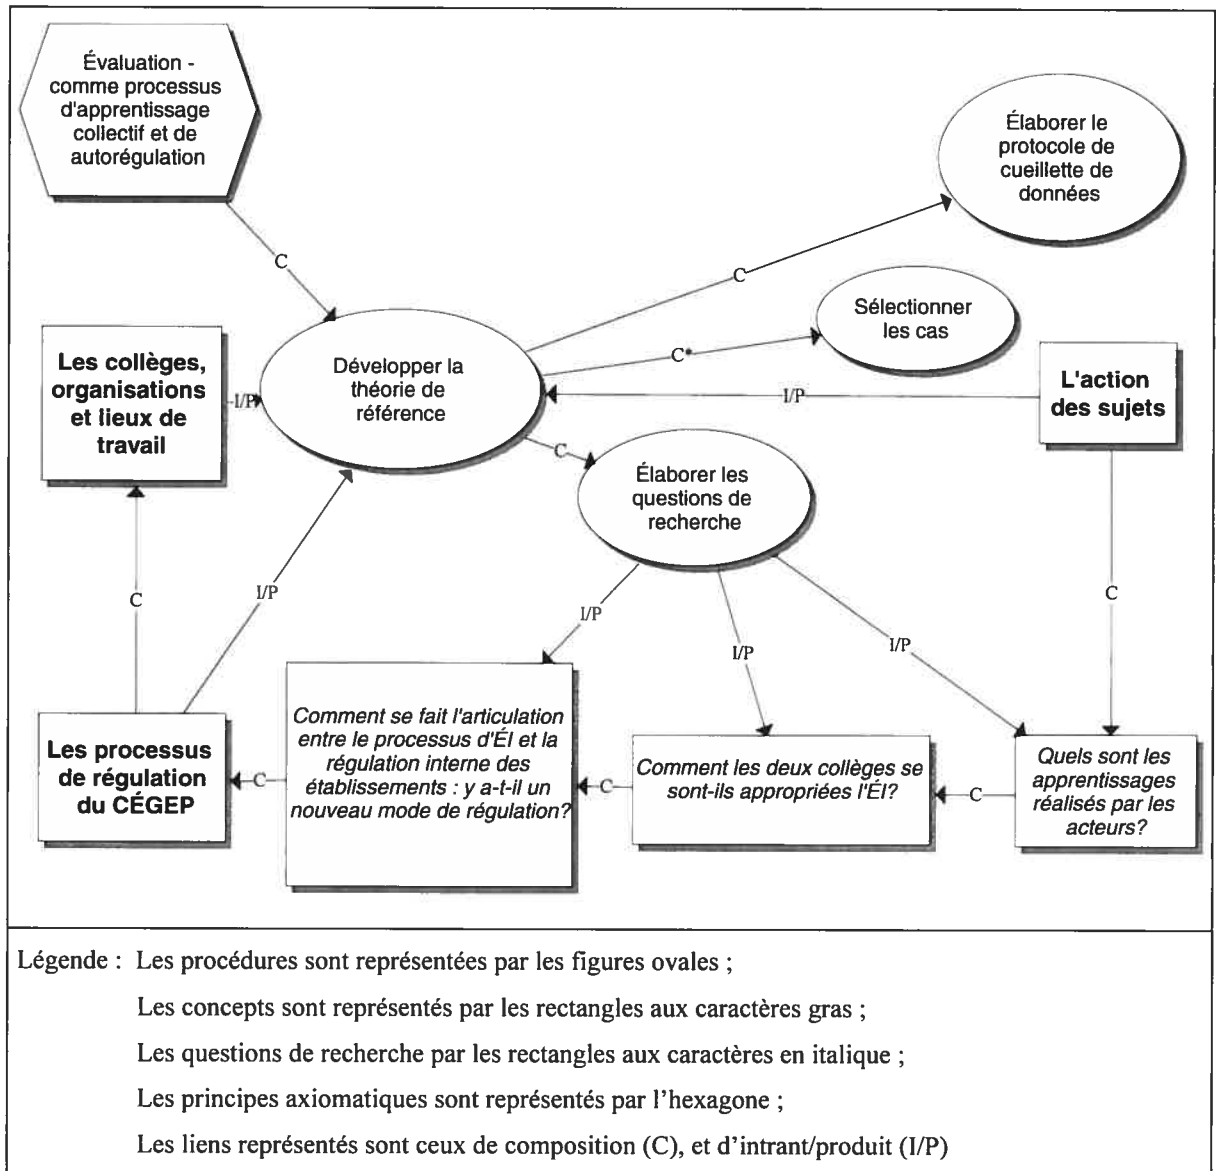 Évaluation -
comme processus
d'apprentissage
collectif et de
autorégulation
Élaborer le
protocole de
cueillette de
données
C
C
Sélectionner
les cas
C*
Les collèges,
organisations
et lieux de
travail
I/P
Développer la
théorie de
référence
I/P
L'action
des sujets
C
Élaborer les
questions de
recherche
C
I/P
I/P
I/P
I/P
C
Les processus
de régulation
du CÉGEP
C
Comment se fait l'articulation
entre le processus d'Él et la
régulation interne des
établissements : y a-t-il un
nouveau mode de régulation?
C
Comment les deux collèges se
sont-ils appropriées l'Él?
C
Quels sont les
apprentissages
réalisés par les
acteurs?
Légende : Les procédures sont représentées par les figures ovales ;
Les concepts sont représentés par les rectangles aux caractères gras ;
Les questions de recherche par les rectangles aux caractères en italique ;
Les principes axiomatiques sont représentés par l'hexagone ;
Les liens représentés sont ceux de composition (C), et d'intrant/produit (I/P)